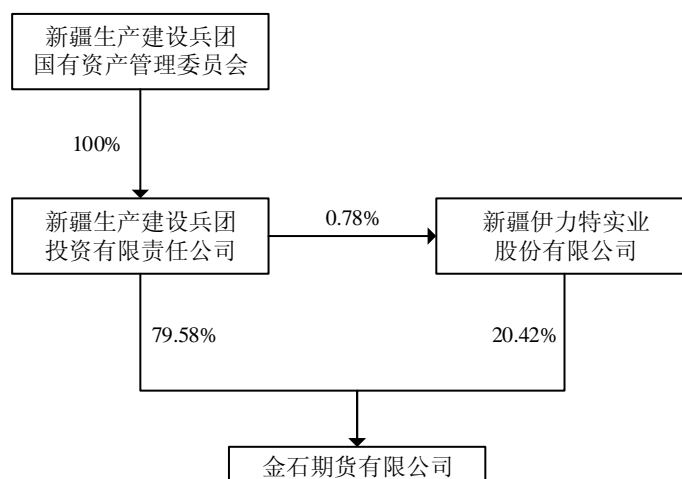 新疆生产建设兵团
国有资产管理委员会
100%
新疆生产建设兵团
投资有限责任公司
0.78%
新疆伊力特实业
股份有限公司
79.58%
20.42%
金石期货有限公司